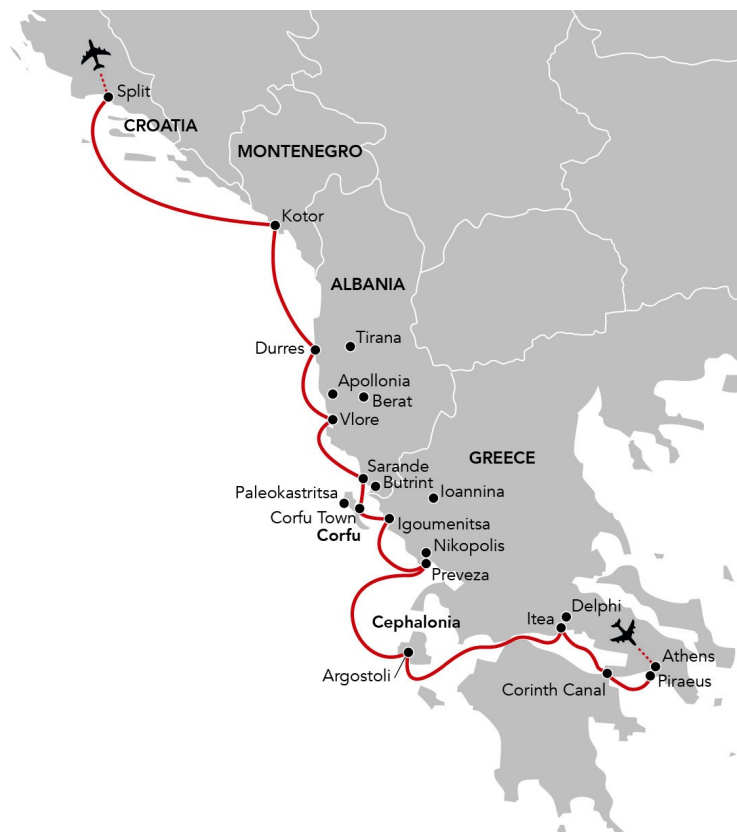 Split
CROATIA
MONTENEGRO
Kotor
ALBANIA
Tirana
Durres
Apollonia
Berat
Vlore
Sarande
GREECE
Butrint
Paleokastritsa
Ioannina
Corfu Town
Igoumenitsa
Corfu
Nikopolis
Preveza
Delphi
Itea
Cephalonia
Athens
Argostoli
Piraeus
Corinth Canal